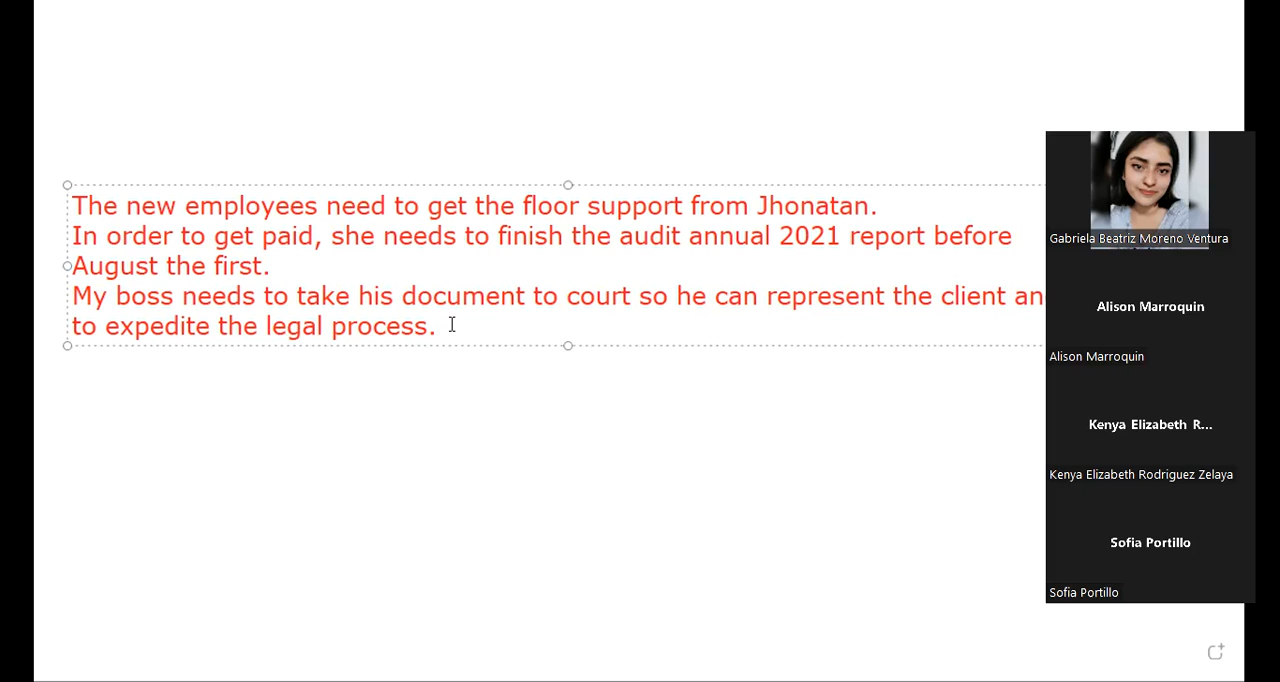 The new employees need to get the floor support from Jhonatan.
In order to get paid, she needs to finish the audit annual 2021 report before
August the first.
My boss needs to take his document to court so he can represent the client
to expedite the legal process.
Gabriela Beatriz Moreno Ventura
Alison Marroquin
Alison Marroquin
Kenya Elizabeth R...
Kenya Elizabeth Rodriguez Zelaya
Sofia Portillo
Sofia Portillo